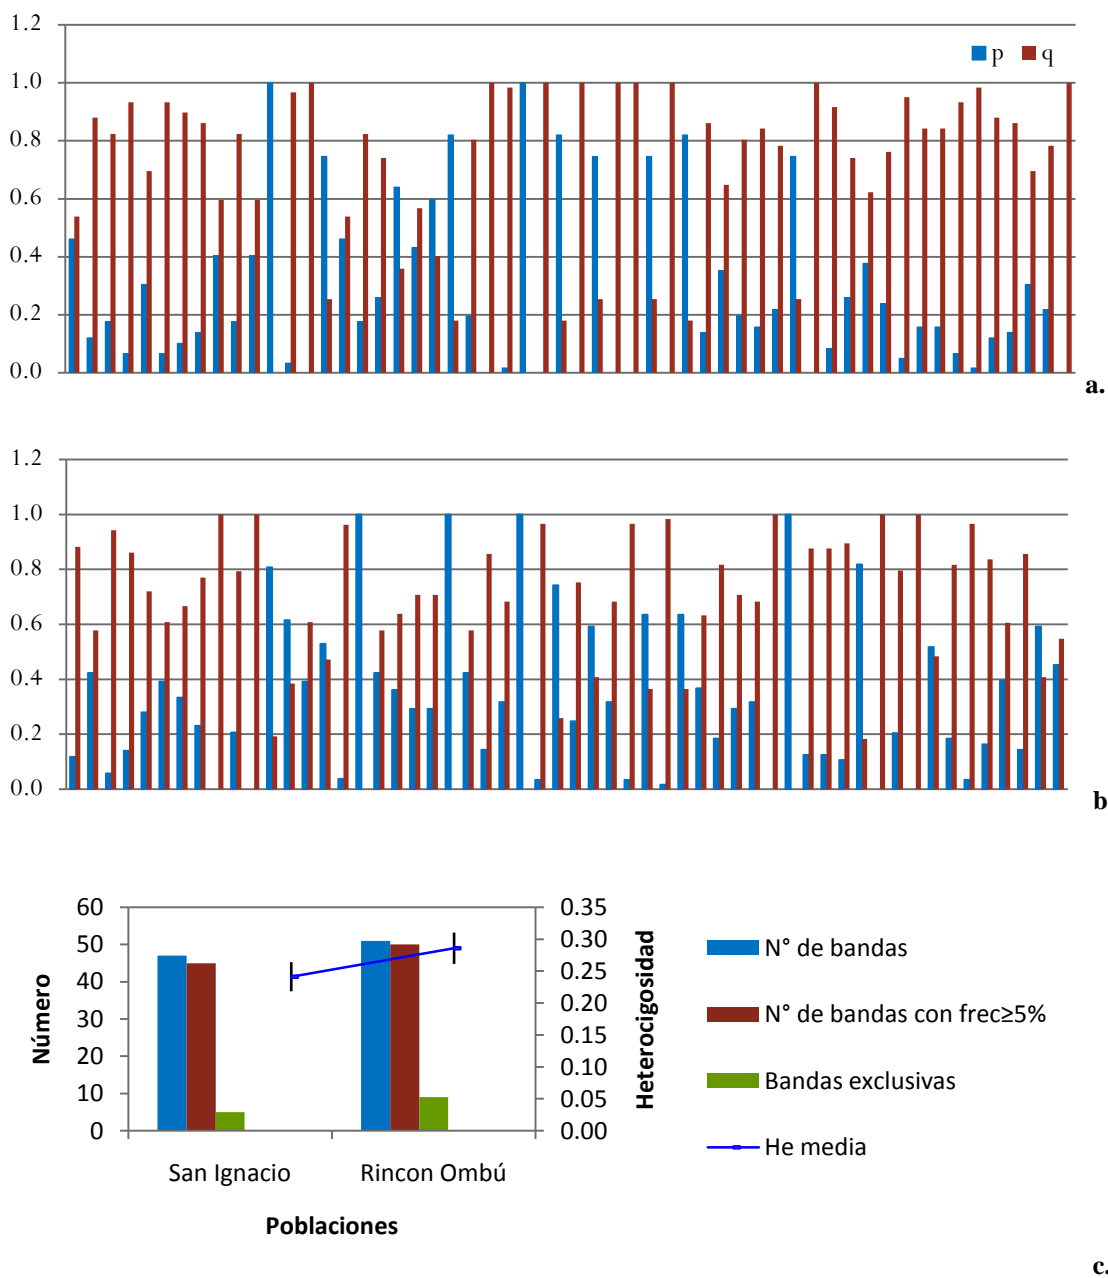 1.2
p q
1.0
0.8
0.6
0.4
0.2
0.0
a.
1.2
1.0
0.8
0.6
0.4
0.2
0.0
b
60
50
40
30
20
10
0
Número
0.35
0.30
0.25
0.20
0.15
0.10
0.05
0.00
Heterocigosidad
San Ignacio Rincon Ombú
Poblaciones
N° de bandas
N° de bandas con frec≥5%
Bandas exclusivas
He media
c.